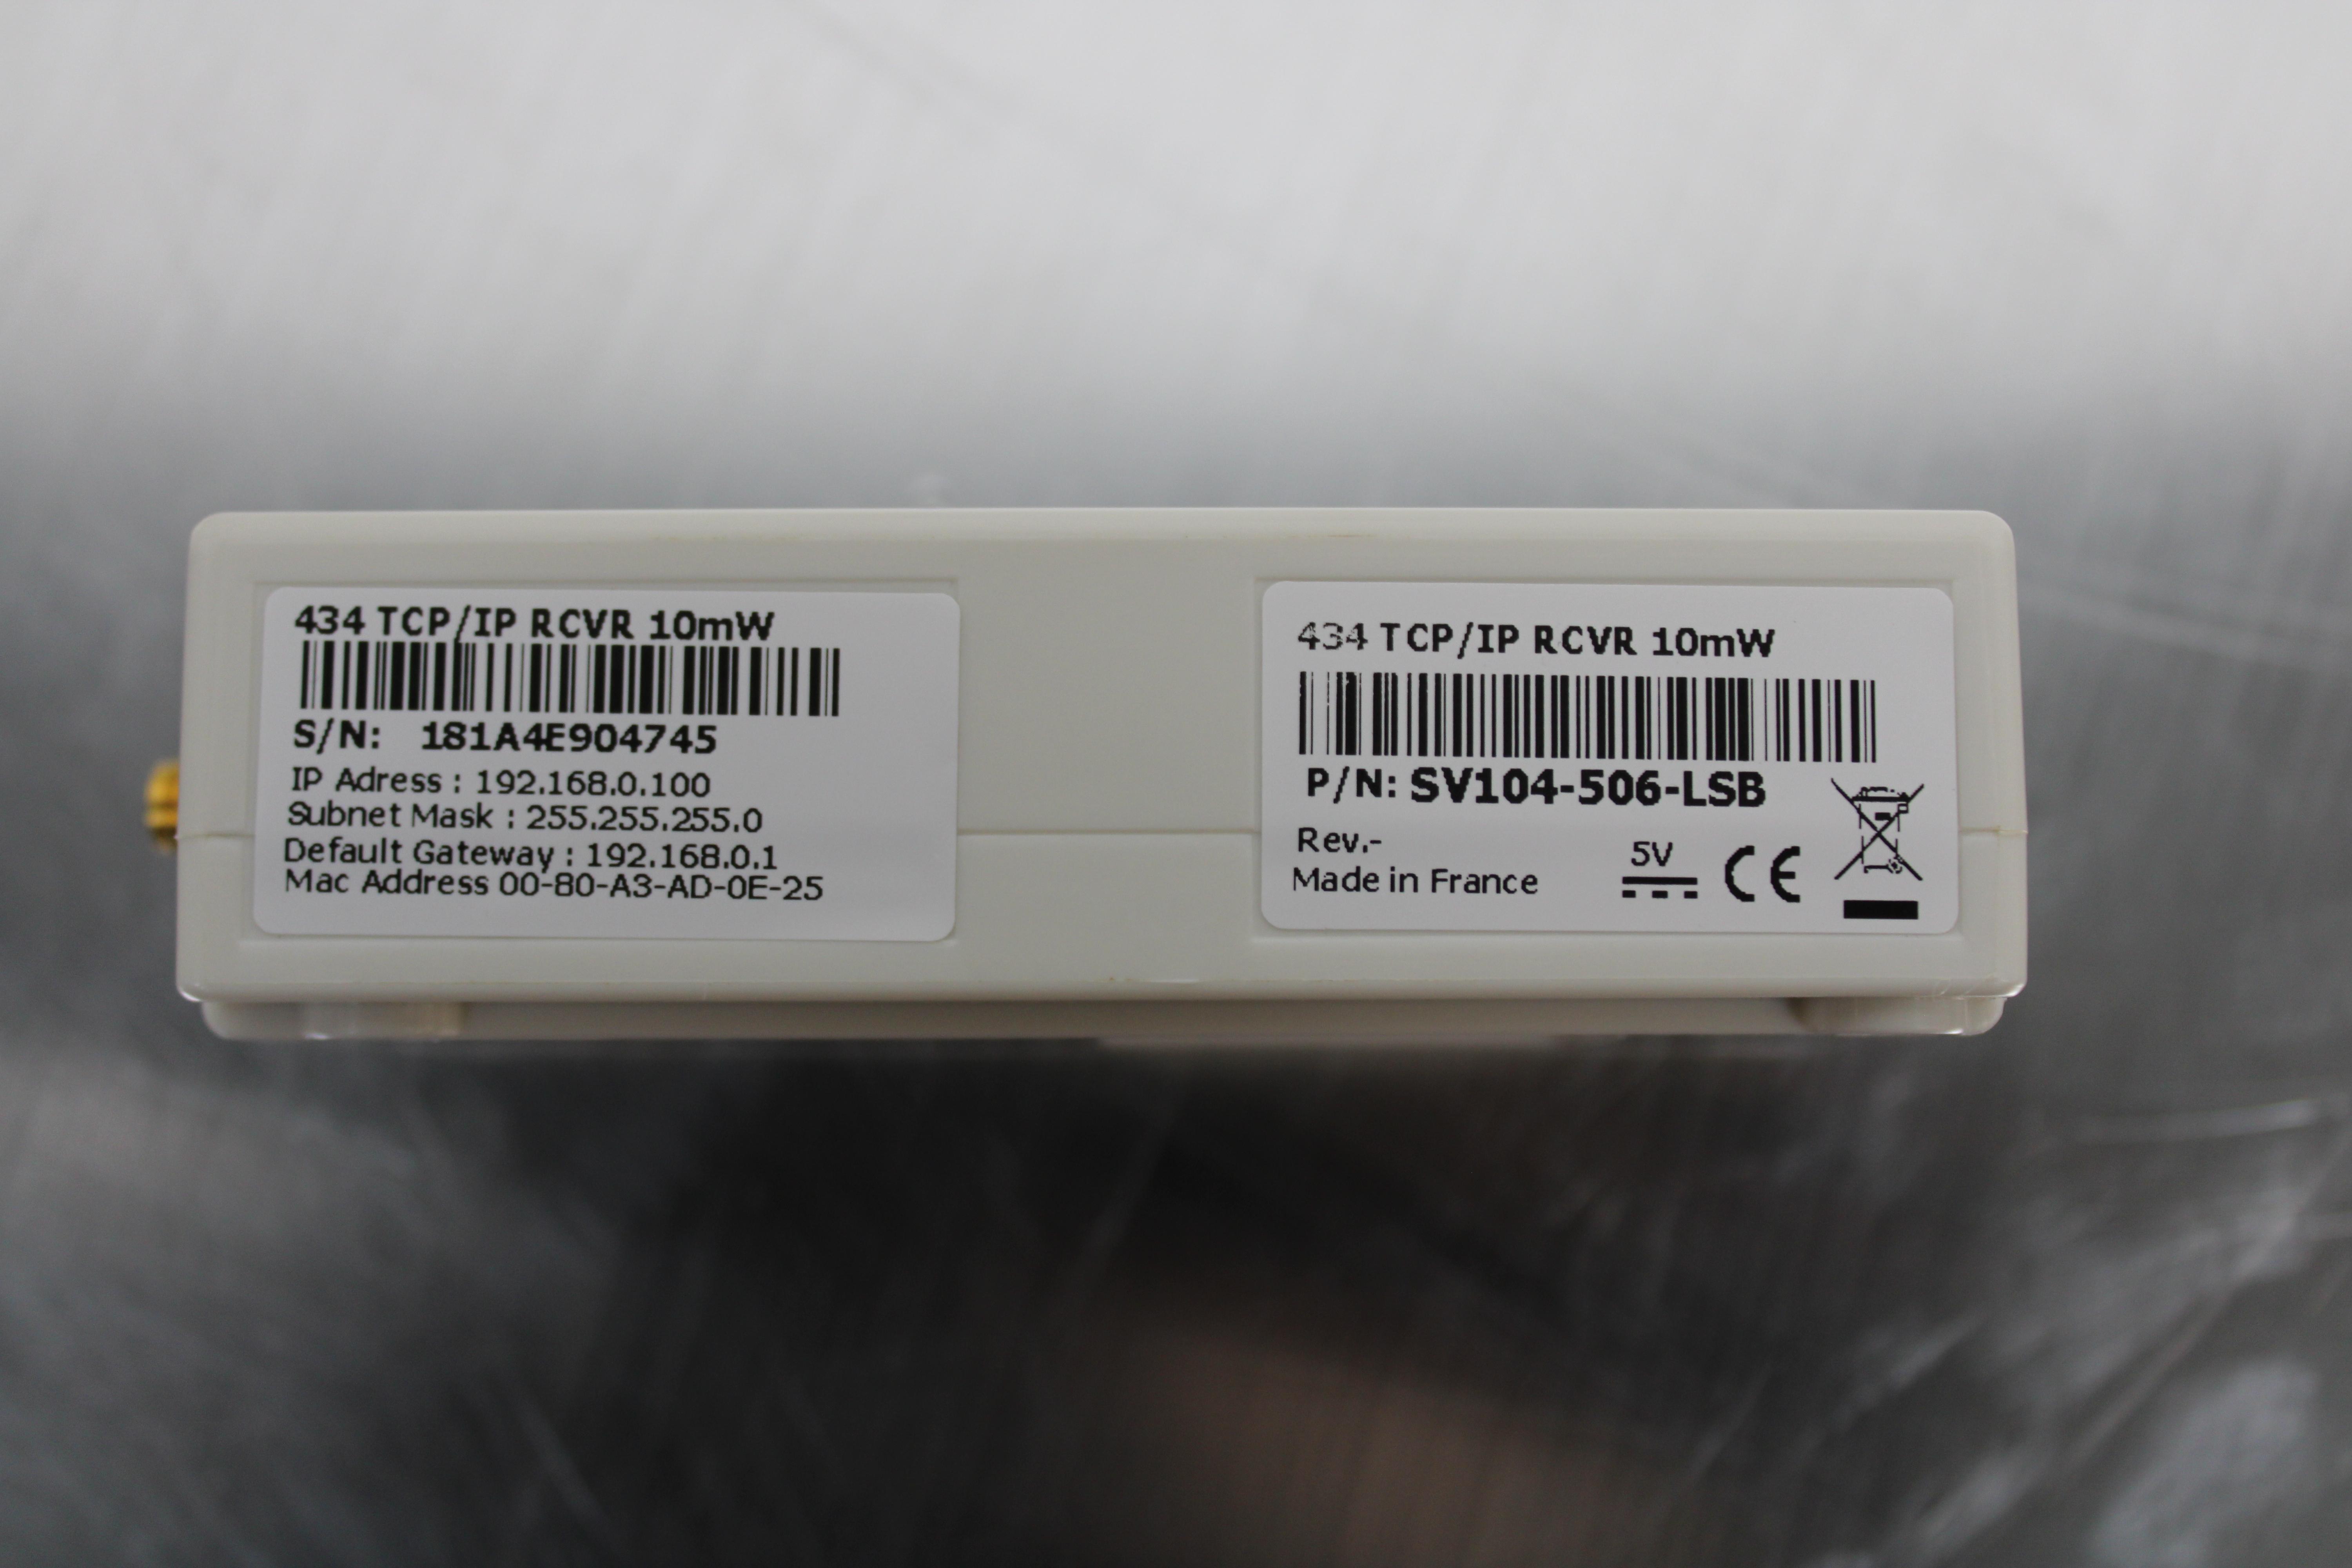 434 TCP/IP RCVR 10mW
S/N: 181A4E904745
IP Adress : 192.168.0.100
Subnet Mask : 255.255.255.0
Default Gateway : 192.168.0.1
Mac Address 00-80-A3-AD-0E-25
434 TCP/IP RCVR 10mW
P/N: SV104-506-LSB
Rev.-
Made in France
5V
CE